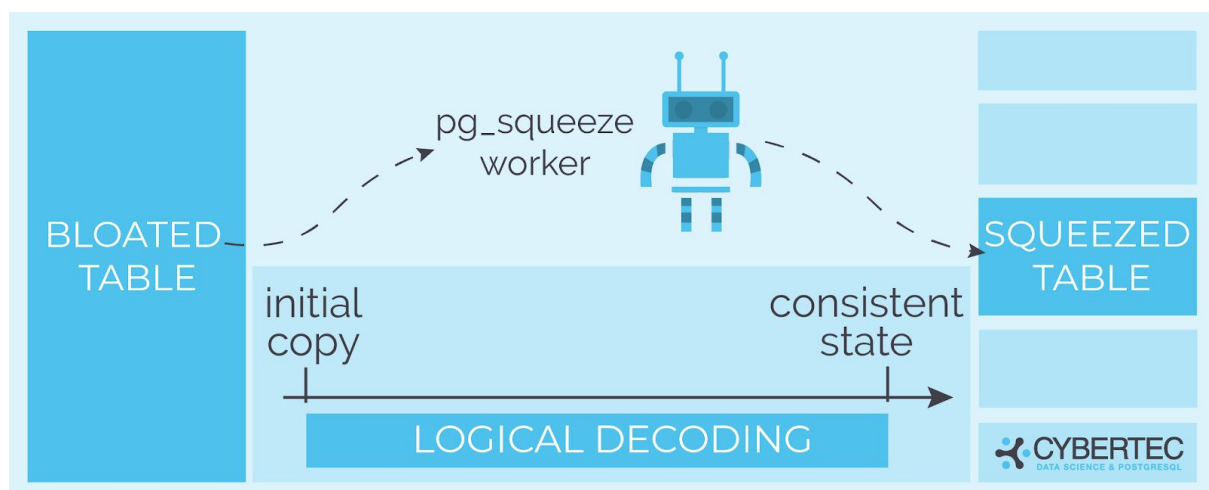 pg_squeeze
worker
BLOATED
TABLE
SQUEEZED
TABLE
initial
copy
consistent
state
LOGICAL DECODING
CYBERTEC
DATA SCIENCE & POSTGRESQL